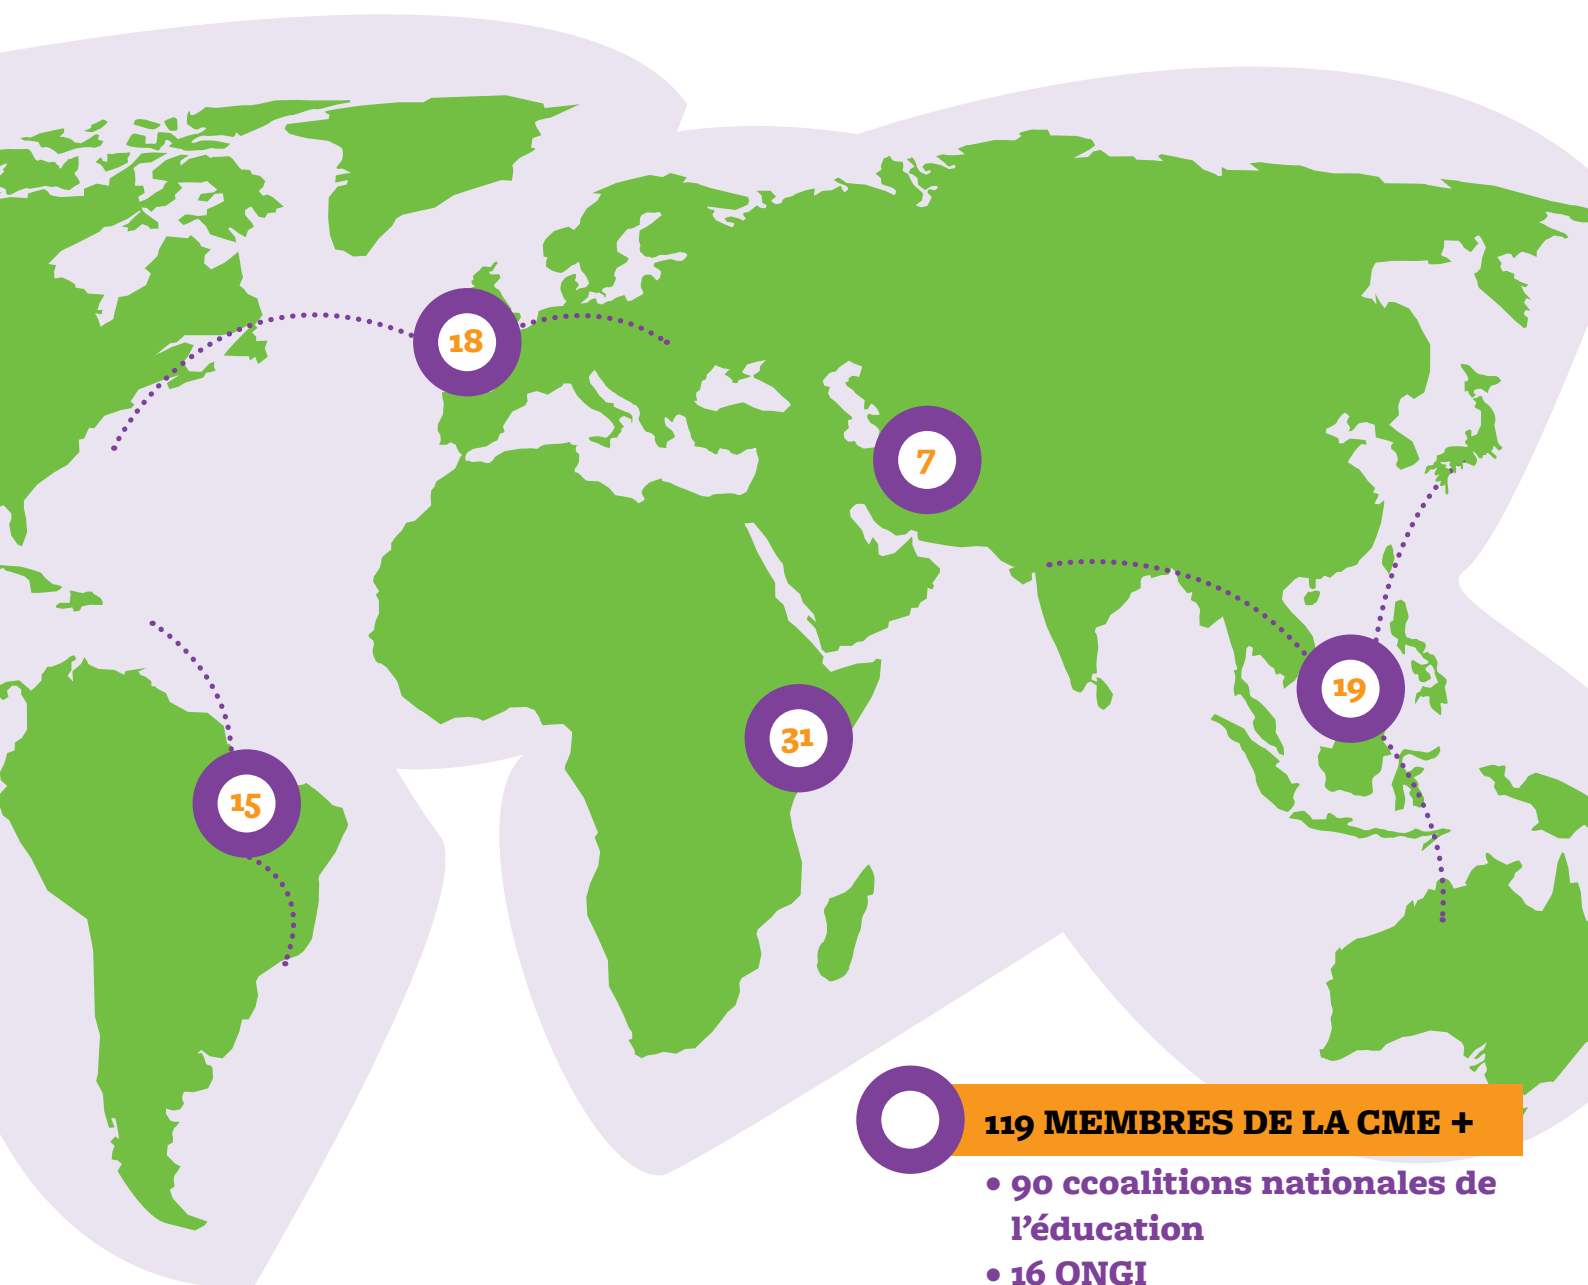 18
7
31
19
15
119 MEMBRES DE LA CME +
• 90 ccoalitions nationales de
l’éducation
• 16 ONGI